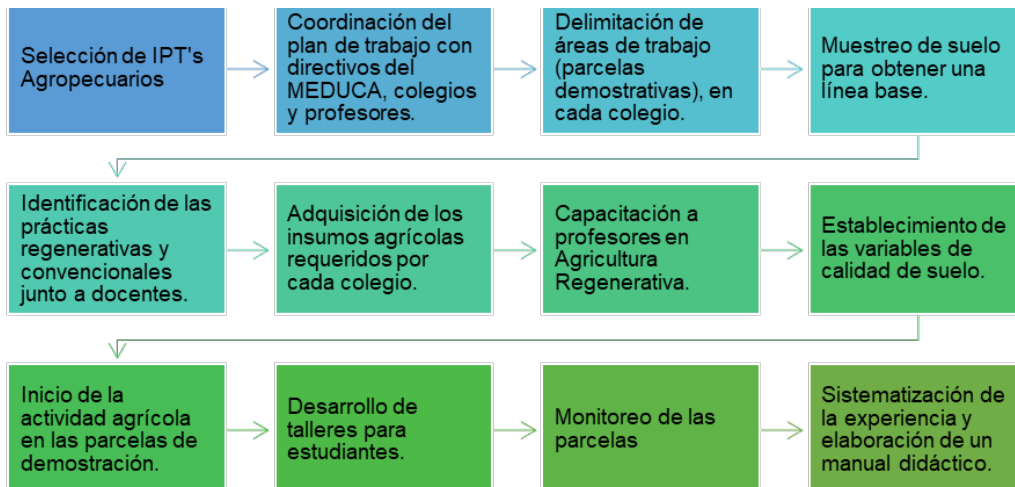 Selección de IPT's
Agropecuarios
Coordinación del
plan de trabajo con
directivos del
MEDUCA, colegios
y profesores.
Delimitación de
áreas de trabajo
(parcelas
demostrativas), en
cada colegio.
Muestreo de suelo
para obtener una
línea base.
Identificación de las
prácticas
regenerativas y
convencionales
junto a docentes.
Adquisición de los
insumos agrícolas
requeridos por
cada colegio.
Capacitación a
profesores en
Agricultura
Regenerativa.
Establecimiento de
las variables de
calidad de suelo.
Inicio de la
actividad agrícola
en las parcelas de
demostración.
Desarrollo de
talleres para
estudiantes.
Monitoreo de las
parcelas
Sistematización de
la experiencia y
elaboración de un
manual didáctico.